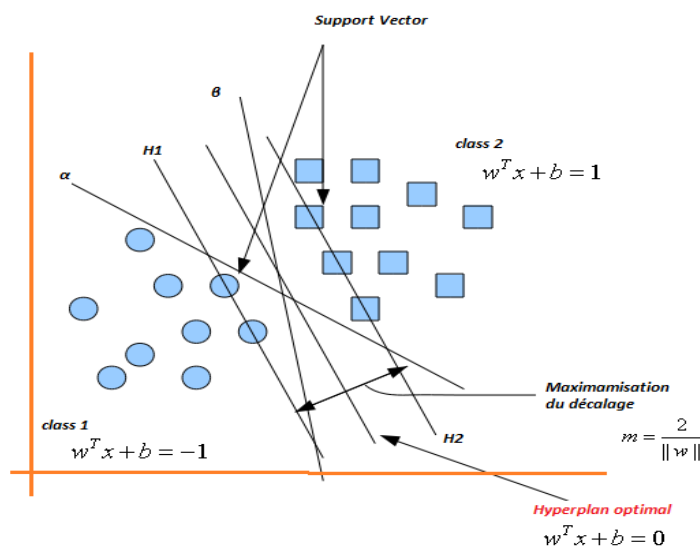 Support Vector
β
H1
class 2
α
w^T x + b = 1
Maximamisation
du décalage
class 1
H2
m = 2 / ||w||
w^T x + b = -1
Hyperplan optimal
w^T x + b = 0